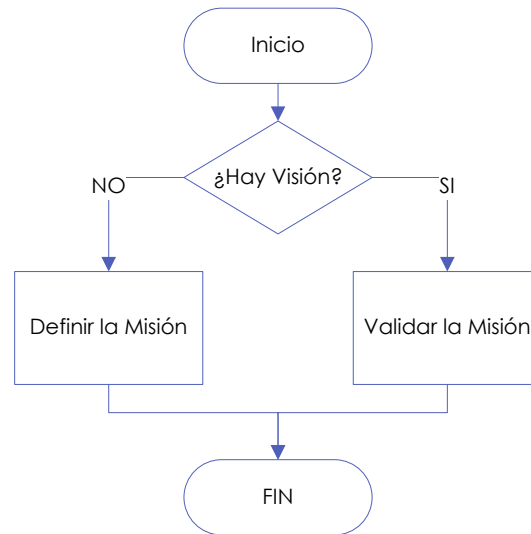 Inicio
¿Hay Visión?
NO
SI
Definir la Misión
Validar la Misión
FIN